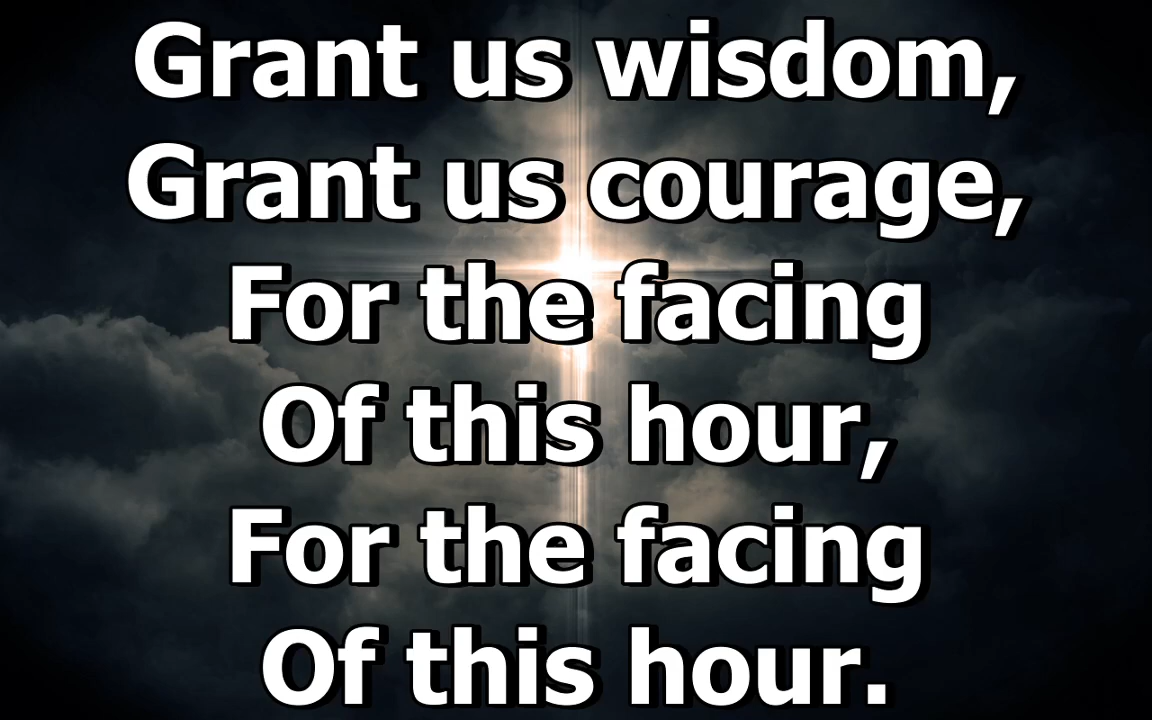 Grant us wisdom,
Grant us courage,
For the facing
Of this hour,
For the facing
Of this hour.